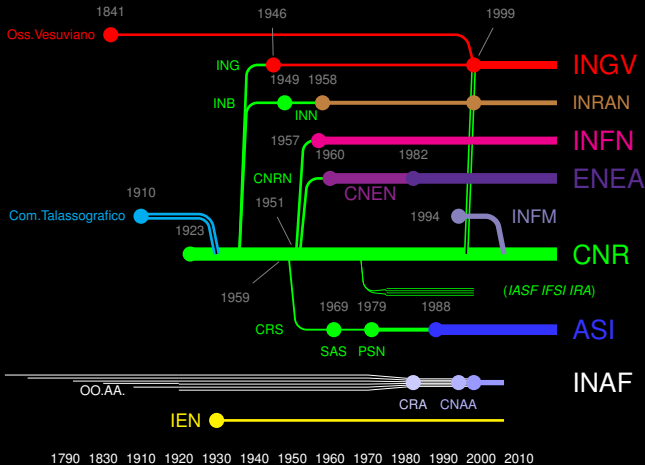 1841
1946
1999
Oss.Vesuviano
ING
INGV
1949
1958
INB
INN
INRAN
1957
INFN
1960
1982
CNRN
CNEN
ENEA
1910
1951
Com.Talassografico
1994
INFM
1923
CNR
1959
(IASF IFSI IRA)
1969
1979
1988
CRS
ASI
SAS
PSN
OO.AA.
INAF
CRA
CNAA
IEN
1790 1830 1910 1920 1930 1940 1950 1960 1970 1980 1990 2000 2010